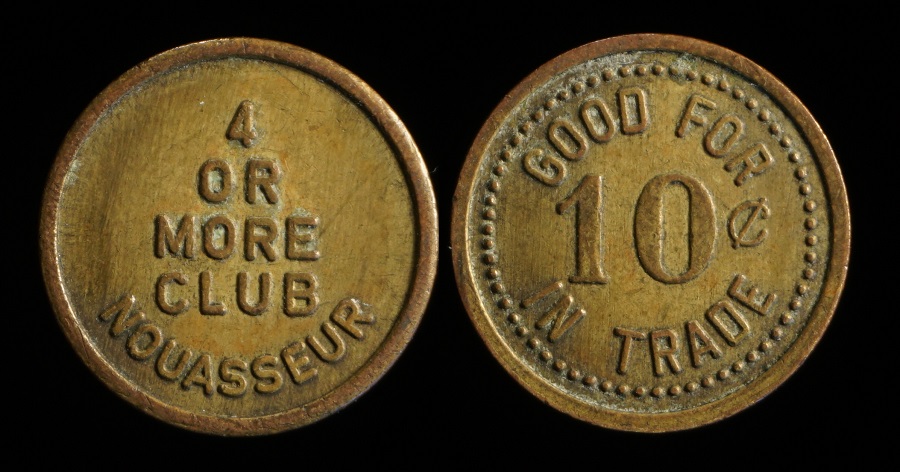 4
OR
MORE
CLUB
NOUASSEUR
GOOD FOR
10¢
IN TRADE